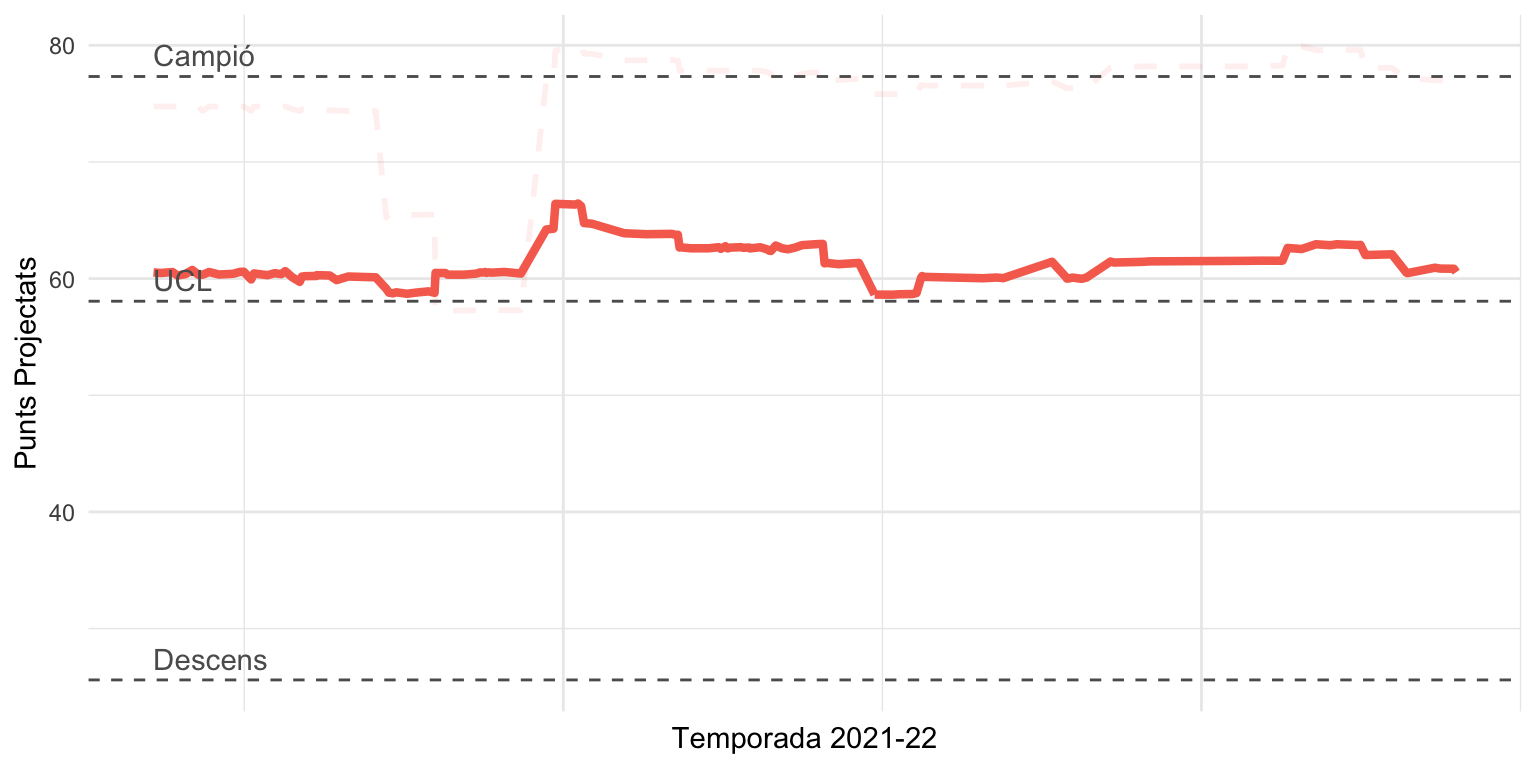 80
Campió
60
UCL
40
Descens
Punts Projectats
Temporada 2021-22